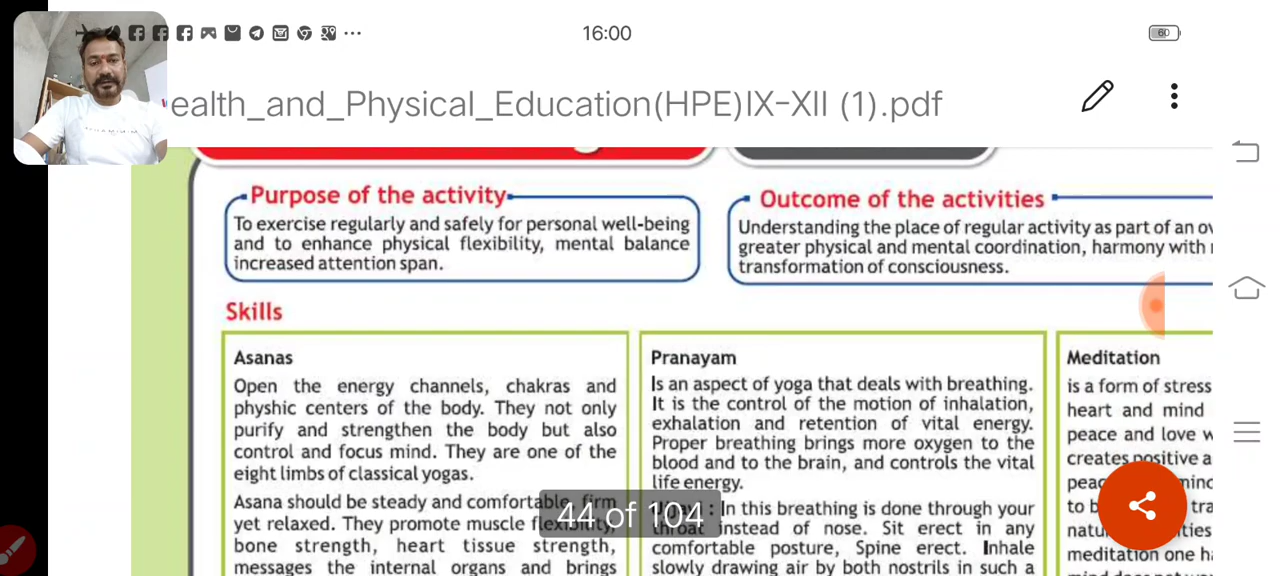 16:00
60
ealth_and_Physical_Education(HPE)IX-XII (1).pdf
Purpose of the activity
To exercise regularly and safely for personal well-being
and to enhance physical flexibility, mental balance
increased attention span.
Outcome of the activities
Understanding the place of regular activity as part of an ov
greater physical and mental coordination, harmony with
transformation of consciousness.
Skills
Asanas
Open the energy channels, chakras and
physhic centers of the body. They not only
purify and strengthen the body but also
control and focus mind. They are one of the
eight limbs of classical yogas.
Asana should be steady and comfortable, firm
yet relaxed. They promote muscle flexibility,
bone strength, heart tissue strength,
messages the internal organs and brings
Pranayam
Is an aspect of yoga that deals with breathing.
It is the control of the motion of inhalation,
exhalation and retention of vital energy.
Proper breathing brings more oxygen to the
blood and to the brain, and controls the vital
life energy.
: In this breathing is done through your
throat instead of nose. Sit erect in any
comfortable posture, Spine erect. Inhale
slowly drawing air by both nostrils in such a
Meditation
is a form of stress
heart and mind
peace and love w
creates positive a
peac minc
to b tra
natu ties
meditation one ha
44 of 104